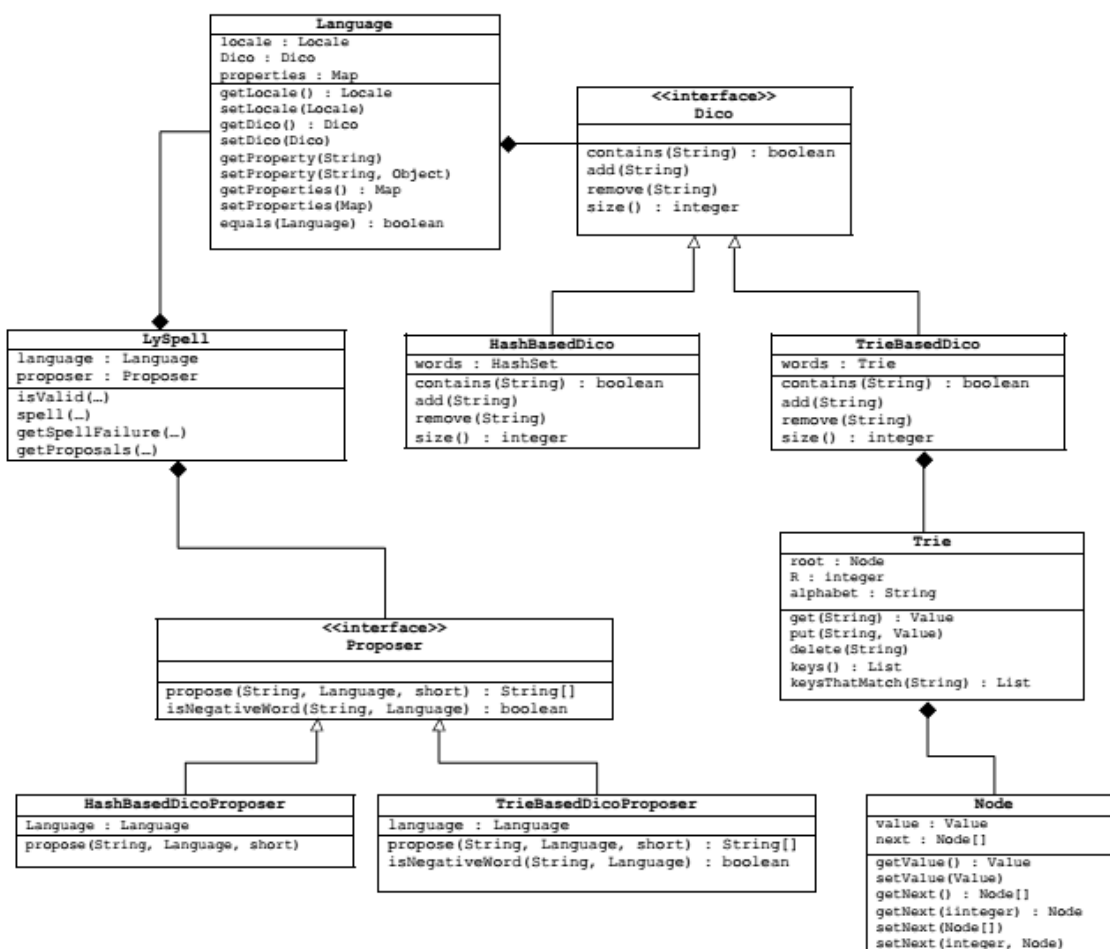 Language
locale : Locale
Dico : Dico
properties : Map
getLocale() : Locale
setLocale(Locale)
getDico() : Dico
setDico(Dico)
getProperty(String)
setProperty(String, Object)
getProperties() : Map
setProperties(Map)
equals(Language) : boolean
<<interface>>
Dico
contains(String) : boolean
add(String)
remove(String)
size() : integer
LySpell
language : Language
proposer : Proposer
isValid(…)
spell(…)
getSpellFailure(…)
getProposals(…)
HashBasedDico
words : HashSet
contains(String) : boolean
add(String)
remove(String)
size() : integer
TrieBasedDico
words : Trie
contains(String) : boolean
add(String)
remove(String)
size() : integer
Trie
root : Node
R : integer
alphabet : String
get(String) : Value
put(String, Value)
delete(String)
keys() : List
keysThatMatch(String) : List
<<interface>>
Proposer
propose(String, Language, short) : String[]
isNegativeWord(String, Language) : boolean
HashBasedDicoProposer
Language : Language
propose(String, Language, short)
TrieBasedDicoProposer
language : Language
propose(String, Language, short) : String[]
isNegativeWord(String, Language) : boolean
Node
value : Value
next : Node[]
getValue() : Value
setValue(Value)
getNext() : Node[]
getNext(iinteger) : Node
setNext(Node[])
setNext(integer, Node)